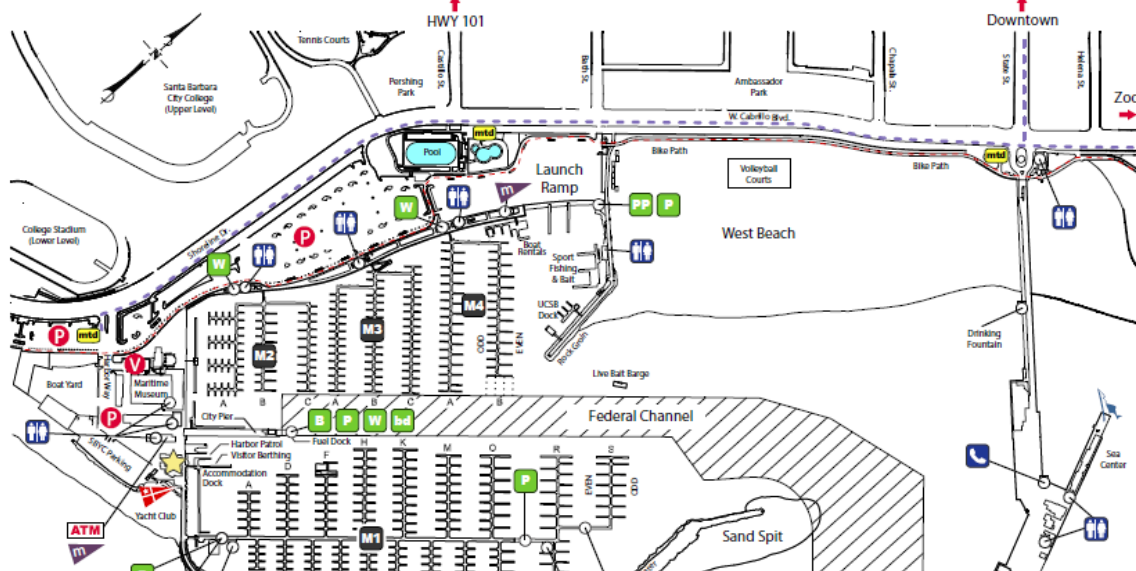 HWY 101
Downtown
Tennis Courts
Castillo St.
Bath St.
Chapala St.
State St.
Helena St.
Santa Barbara
City College
(Upper Level)
Pershing
Park
Ambassador
Park
W. Cabrillo Blvd.
N
mtd
Pool
Bike Path
Launch
Ramp
Volleyball
Courts
mtd
Bike Path
m
W
PP
P
College Stadium
(Lower Level)
Shoreline Dr.
P
West Beach
Boat
Rentals
Sport
Fishing
& Bait
W
UCSB
Dock
M4
M3
M2
P
mtd
Rock Groin
ODD
EVEN
Drinking
Fountain
V
Boat Yard
Maritime
Museum
Live Bait Barge
A
B
C
A
B
C
A
B
P
City Pier
B
P
W
bd
Federal Channel
Fuel Dock
SBYC Parking
Harbor Patrol
Visitor Berthing
Accommodation
Dock
A
D
F
H
K
M
O
R
S
EVEN
ODD
P
Sea
Center
Yacht Club
ATM
m
M1
Sand Spit